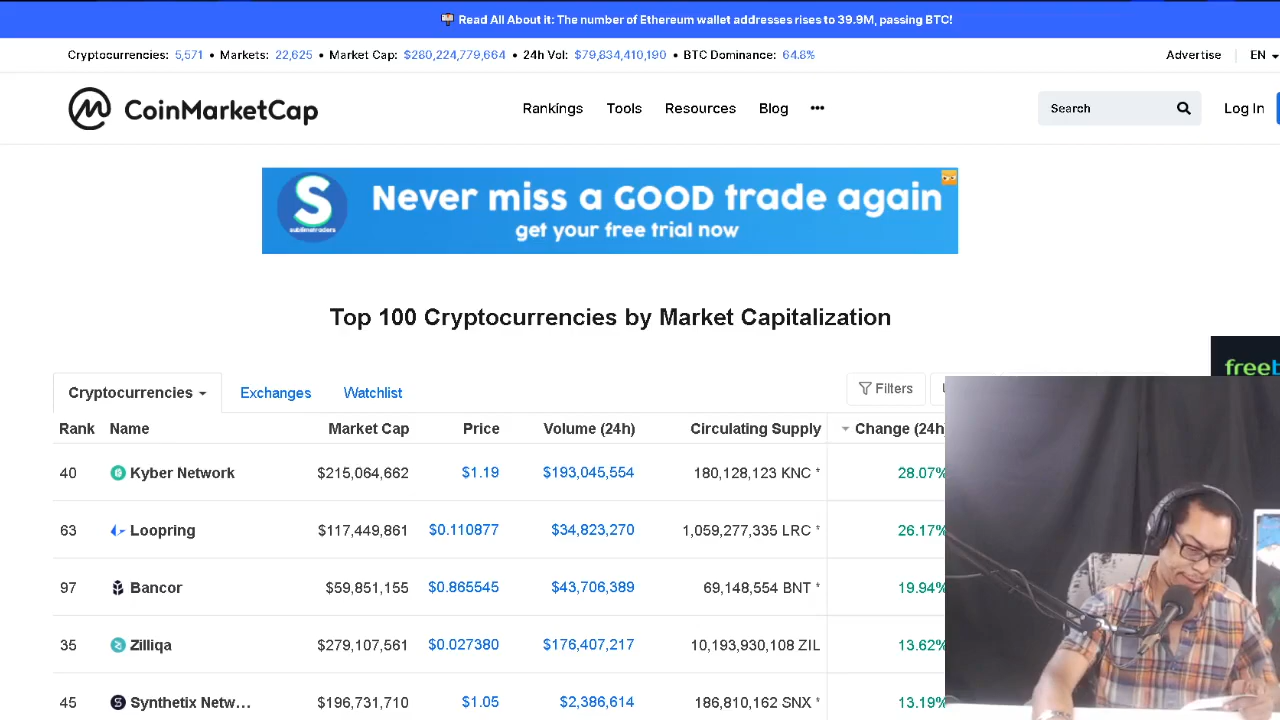 Read All About it: The number of Ethereum wallet addresses rises to 39.9M, passing BTC!
Cryptocurrencies: 5,571 • Markets: 22,625 • Market Cap: $280,224,779,664 • 24h Vol: $79,834,410,190 • BTC Dominance: 64.8%
Advertise EN
CoinMarketCap Rankings Tools Resources Blog ••• Search Log In
S sublimetraders
Never miss a GOOD trade again
get your free trial now
Top 100 Cryptocurrencies by Market Capitalization
Cryptocurrencies Exchanges Watchlist Filters
Rank Name Market Cap Price Volume (24h) Circulating Supply Change (24h)
40 Kyber Network $215,064,662 $1.19 $193,045,554 180,128,123 KNC * 28.07%
63 Loopring $117,449,861 $0.110877 $34,823,270 1,059,277,335 LRC * 26.17%
97 Bancor $59,851,155 $0.865545 $43,706,389 69,148,554 BNT * 19.94%
35 Zilliqa $279,107,561 $0.027380 $176,407,217 10,193,930,108 ZIL 13.62%
45 Synthetix Netw... $196,731,710 $1.05 $2,386,614 186,810,162 SNX * 13.19%